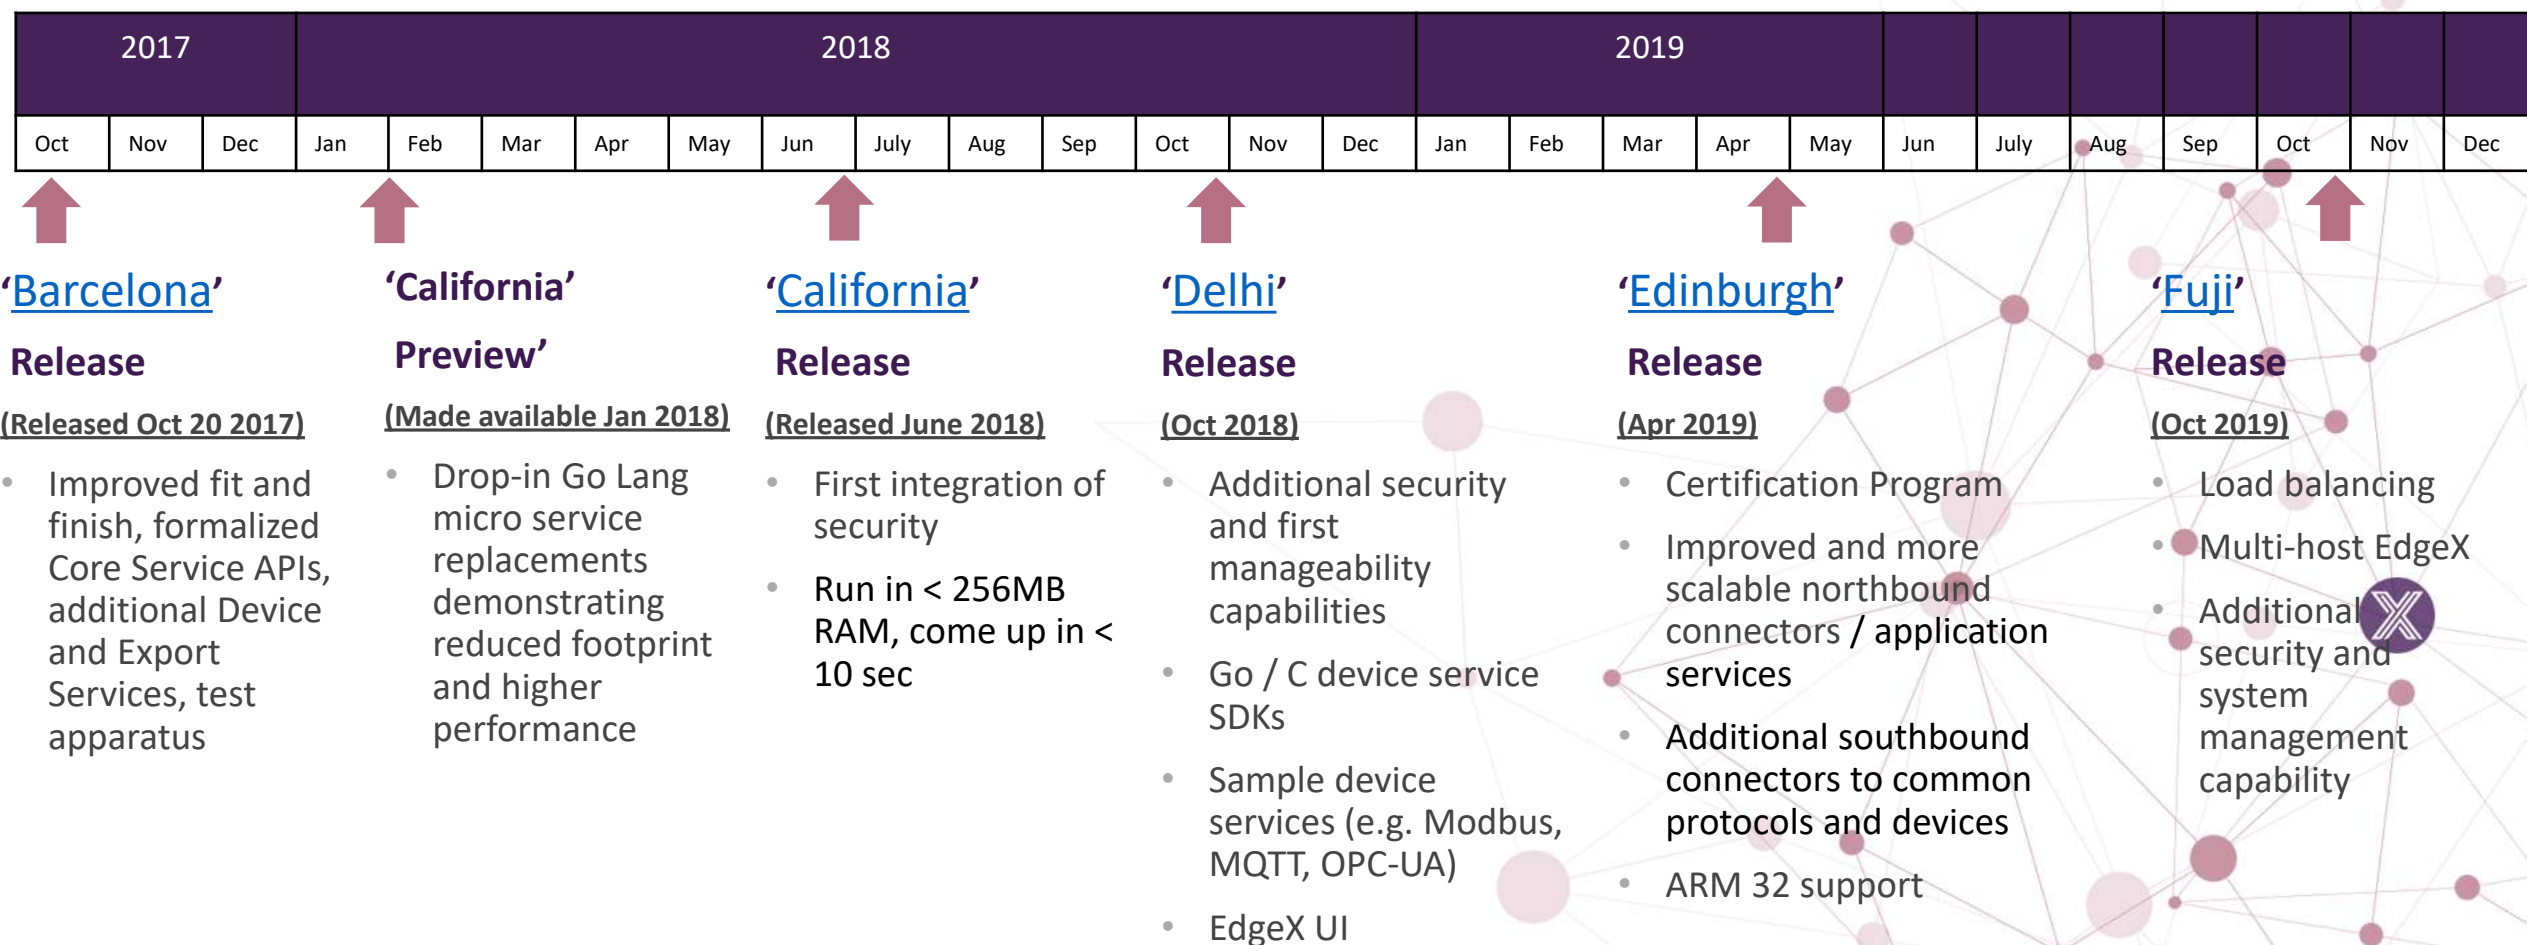 2017 2018 2019
Oct Nov Dec Jan Feb Mar Apr May Jun July Aug Sep Oct Nov Dec Jan Feb Mar Apr May Jun July Aug Sep Oct Nov Dec
‘Barcelona’
Release
(Released Oct 20 2017)
• Improved fit and
finish, formalized
Core Service APIs,
additional Device
and Export
Services, test
apparatus
‘California’
Preview’
(Made available Jan 2018)
• Drop-in Go Lang
micro service
replacements
demonstrating
reduced footprint
and higher
performance
‘California’
Release
(Released June 2018)
• First integration of
security
• Run in < 256MB
RAM, come up in <
10 sec
‘Delhi’
Release
(Oct 2018)
• Additional security
and first
manageability
capabilities
• Go / C device service
SDKs
• Sample device
services (e.g. Modbus,
MQTT, OPC-UA)
• EdgeX UI
‘Edinburgh’
Release
(Apr 2019)
• Certification Program
• Improved and more
scalable northbound
connectors / application
services
• Additional southbound
connectors to common
protocols and devices
• ARM 32 support
‘Fuji’
Release
(Oct 2019)
• Load balancing
• Multi-host EdgeX
• Additional
security and
system
management
capability